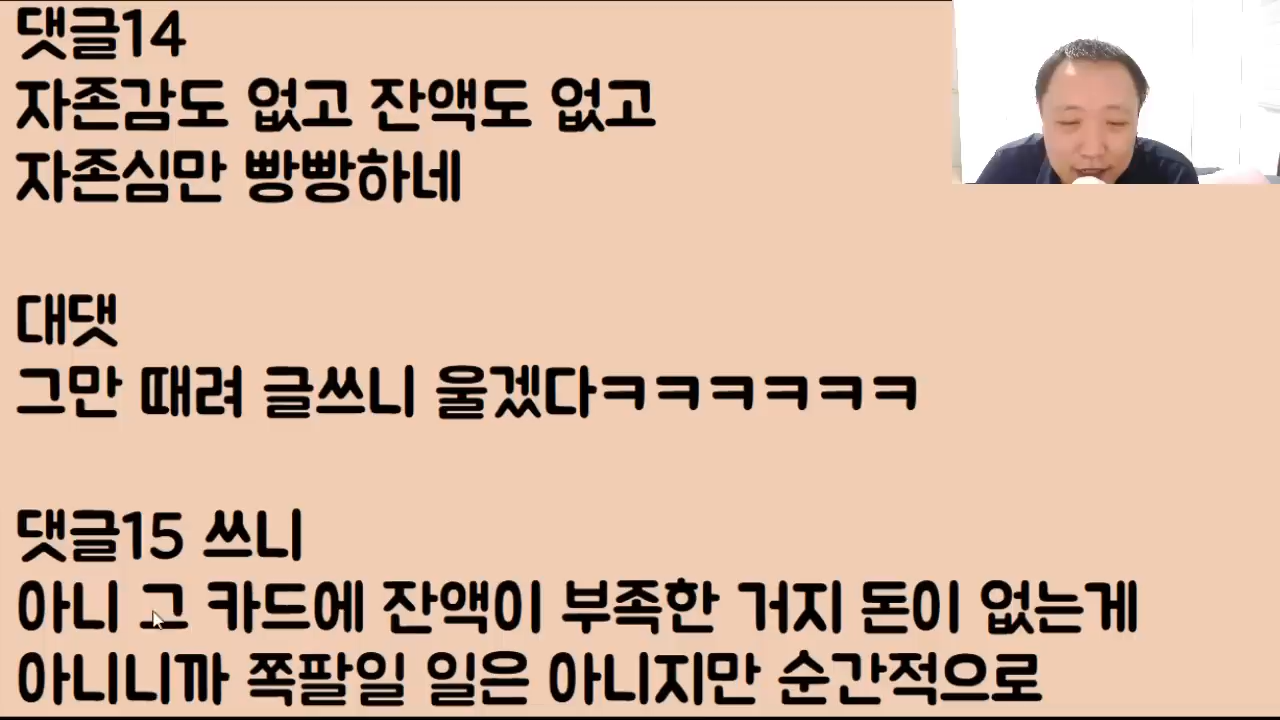 댓글14
자존감도 없고 잔액도 없고
자존심만 빵빵하네
대댓
그만 때려 글쓰니 울겠다ㅋㅋㅋㅋㅋㅋ
댓글15 쓰니
아니 그 카드에 잔액이 부족한 거지 돈이 없는게
아니니까 쪽팔일 일은 아니지만 순간적으로